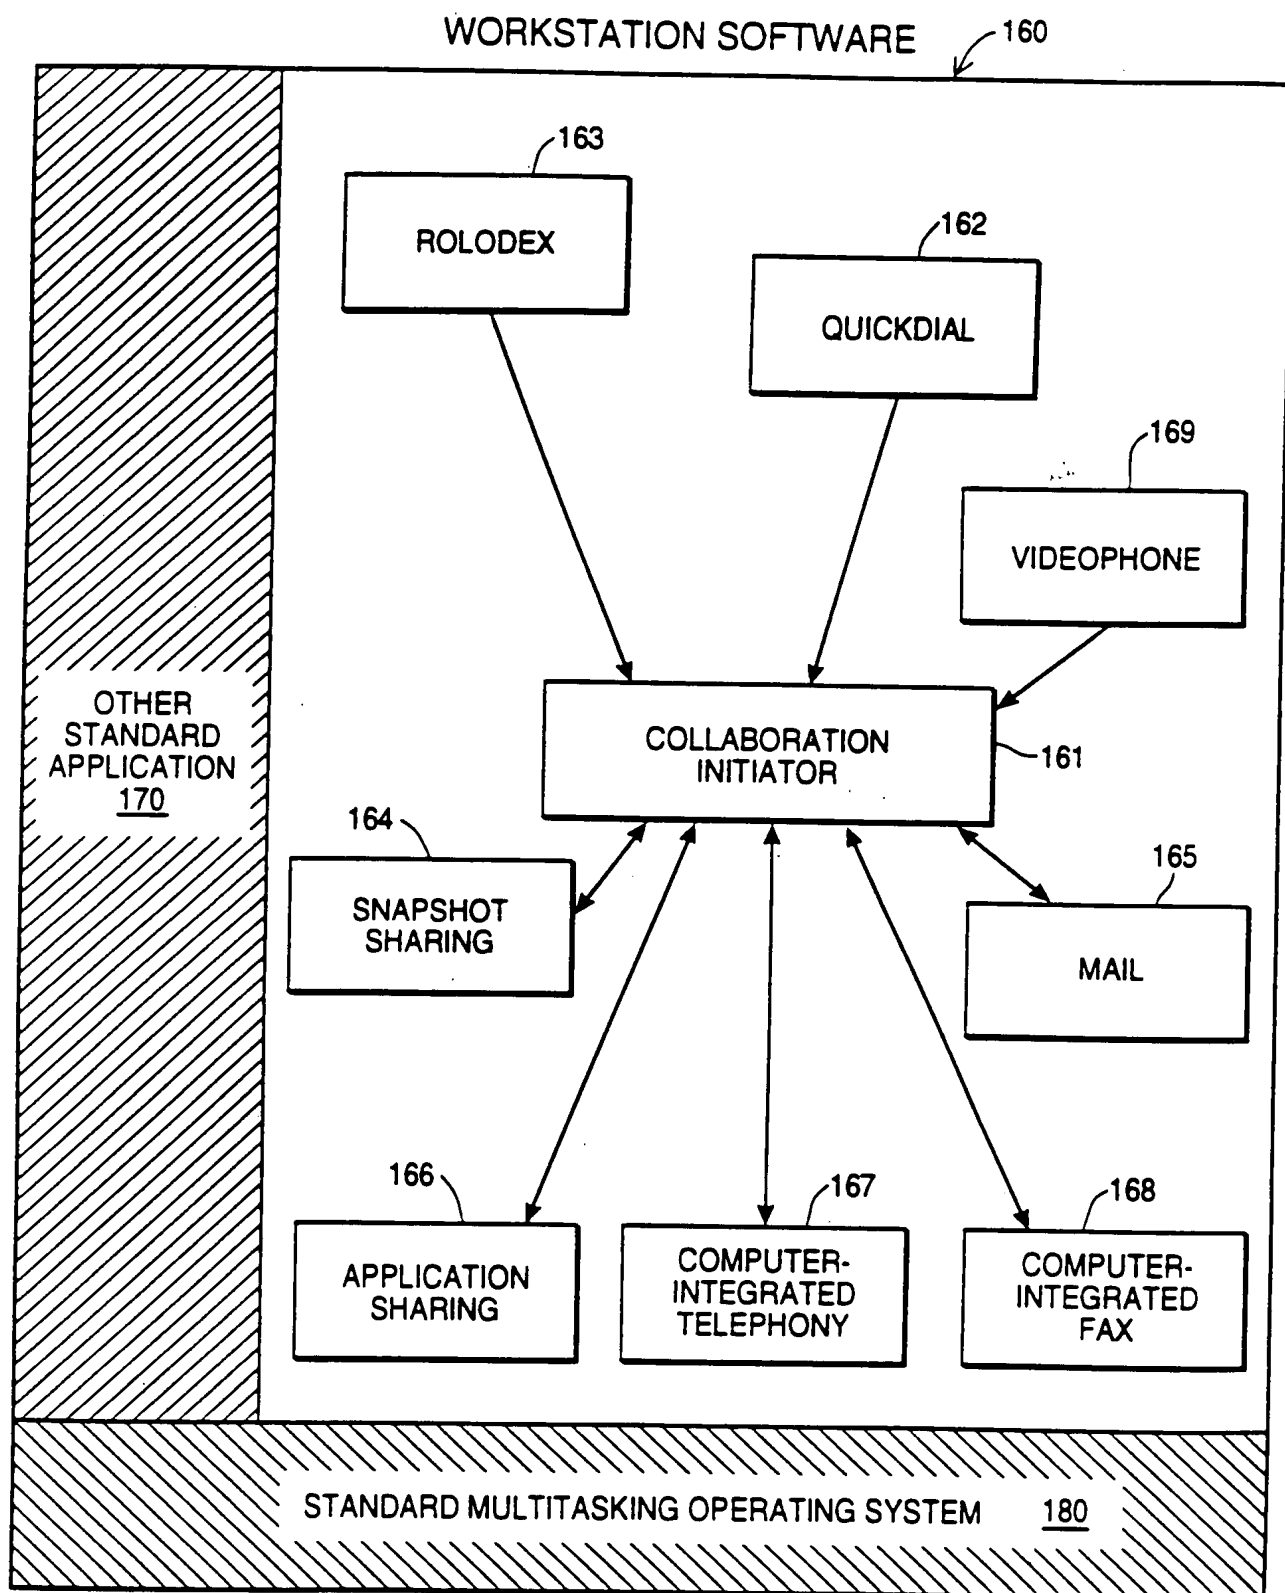 WORKSTATION SOFTWARE
160
163
ROLODEX
162
QUICKDIAL
169
VIDEOPHONE
COLLABORATION
INITIATOR
161
OTHER
STANDARD
APPLICATION
170
164
SNAPSHOT
SHARING
165
MAIL
166
APPLICATION
SHARING
167
COMPUTER-
INTEGRATED
TELEPHONY
168
COMPUTER-
INTEGRATED
FAX
STANDARD MULTITASKING OPERATING SYSTEM 180